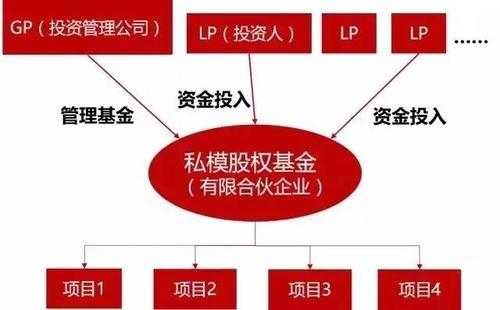 GP（投资管理公司）
LP（投资人）
LP
LP
......
管理基金
资金投入
资金投入
私模股权基金
（有限合伙企业）
项目1
项目2
项目3
项目4